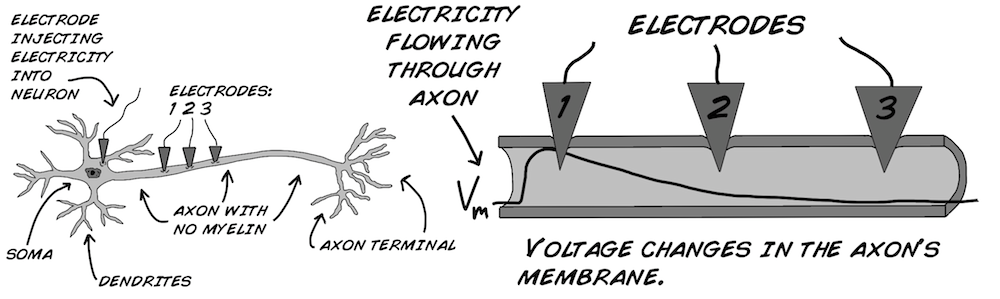 ELECTRODE
INJECTING
ELECTRICITY
INTO
NEURON
ELECTRODES:
1 2 3
SOMA
DENDRITES
AXON WITH
NO MYELIN
AXON TERMINAL
ELECTRICITY
FLOWING
THROUGH
AXON
ELECTRODES
1
2
3
Vm
VOLTAGE CHANGES IN THE AXON'S
MEMBRANE.